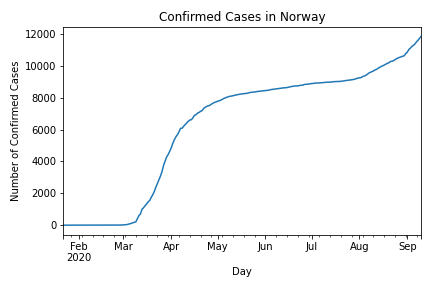 Confirmed Cases in Norway
Number of Confirmed Cases
12000
10000
8000
6000
4000
2000
0
Feb Mar Apr May Jun Jul Aug Sep
2020
Day